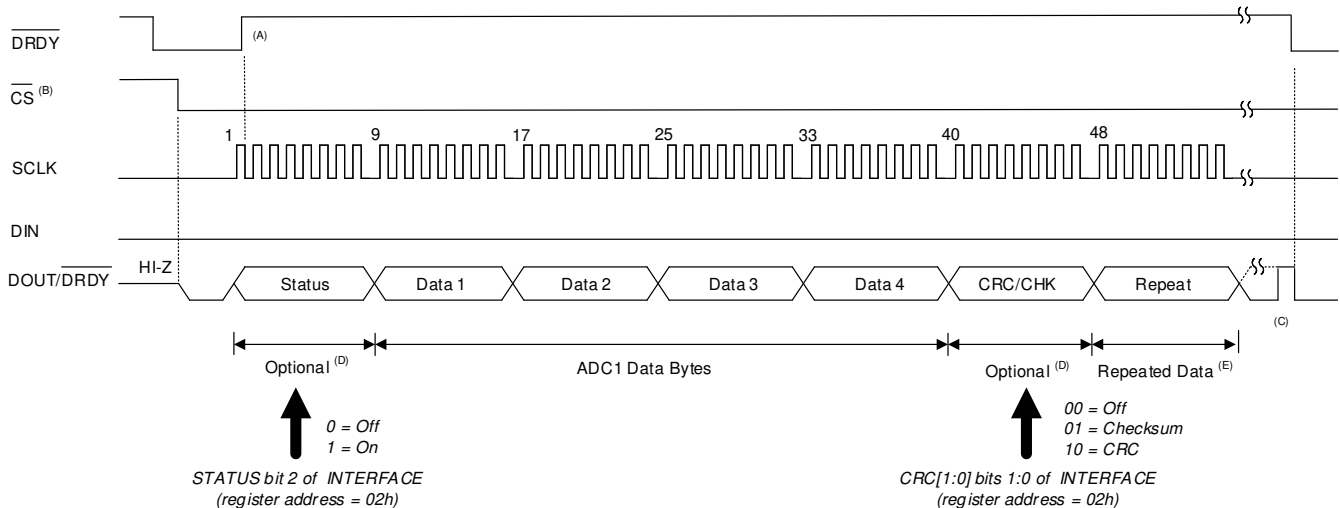 DRDY
(A)
CS (B)
1 9 17 25 33 40 48
SCLK
DIN
DOUT/DRDY
HI-Z
Status Data 1 Data 2 Data 3 Data 4 CRC/CHK Repeat
(C)
Optional (D) ADC1 Data Bytes Optional (D) Repeated Data (E)
0 = Off
1 = On
STATUS bit 2 of INTERFACE
(register address = 02h)
00 = Off
01 = Checksum
10 = CRC
CRC[1:0] bits 1:0 of INTERFACE
(register address = 02h)